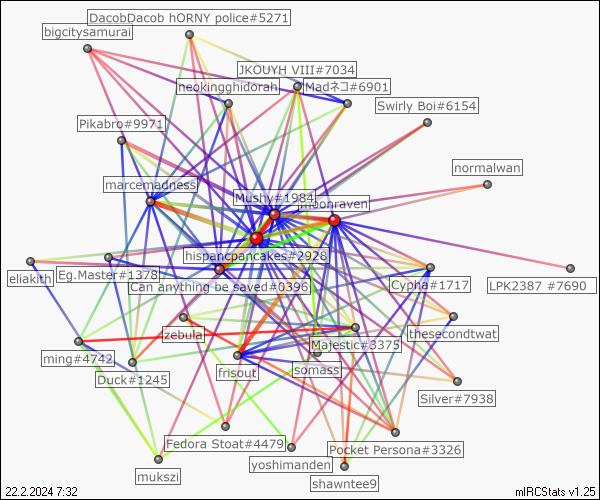 DacobDacob hORNY police#5271
bigcitysamurai
JKOUYH VIII#7034
neokingghidorah
Madネコ#6901
Swirly Boi#6154
Pikabro#9971
normalwan
marcemadness
Mushy#1984
moonraven
hispancpancakes#2928
eliakith
Eg.Master#1378
Can anything be saved#0396
Cypha#1717
LPK2387 #7690
zebula
thesecondtwat
ming#4742
Majestic#3375
Duck#1245
frisout
somass
Silver#7938
Fedora Stoat#4479
Pocket Persona#3326
yoshimanden
mukszi
shawntee9
22.2.2024 7:32
mIRCStats v1.25